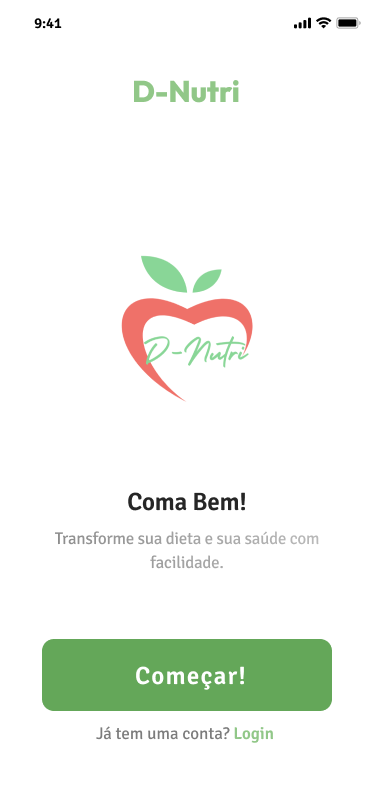 9:41
D-Nutri
D-Nutri
Coma Bem!
Transforme sua dieta e sua saúde com
facilidade.
Começar!
Já tem uma conta? Login